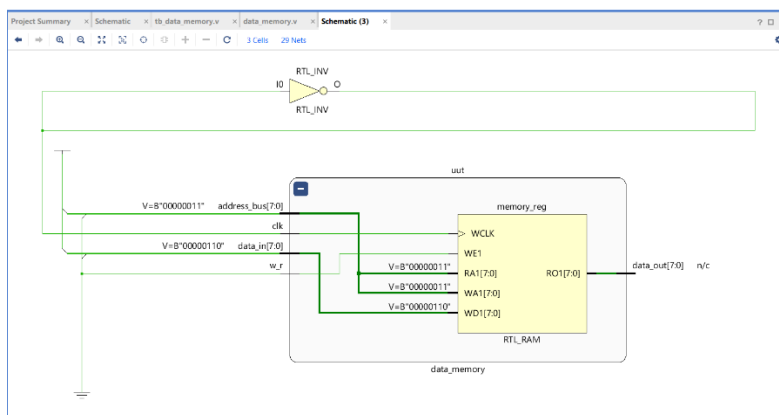 Project Summary × Schematic × tb_data_memory.v × data_memory.v × Schematic (3) × ?
3 Cells 29 Nets
RTL_INV
I0 O
RTL_INV
uut
memory_reg
V=B"00000011" address_bus[7:0]
clk
WCLK
V=B"00000110" data_in[7:0]
WE1
w_r
V=B"00000011" RA1[7:0] RO1[7:0] data_out[7:0] n/c
V=B"00000011" WA1[7:0]
V=B"00000110" WD1[7:0]
RTL_RAM
data_memory